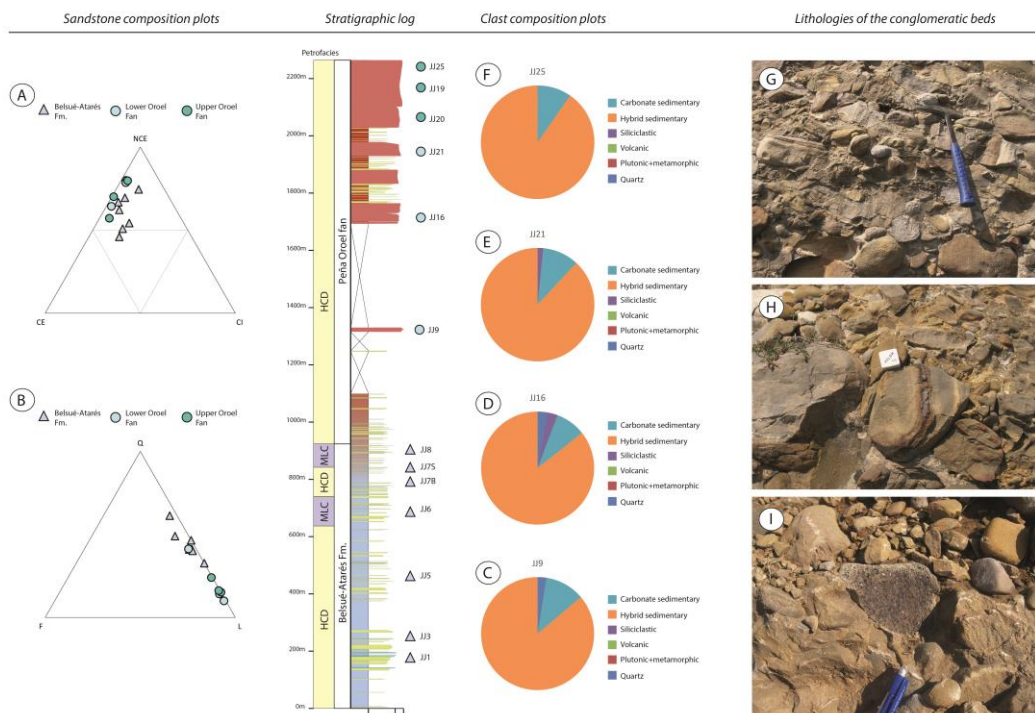 Sandstone composition plots
Stratigraphic log
Clast composition plots
Lithologies of the conglomeratic beds
A
Belsué-Atarés
Fm.
Lower Oroel
Fan
Upper Oroel
Fan
NCE
CE
CI
B
Belsué-Atarés
Fm.
Lower Oroel
Fan
Upper Oroel
Fan
Q
F
L
Petrofacies
2200m
2000m
1800m
1600m
1400m
1200m
1000m
800m
600m
400m
200m
0m
HCD
MLC
HCD
MLC
HCD
Peña Oroel fan
Belsué-Atarés Fm.
JJ25
JJ19
JJ20
JJ21
JJ16
JJ9
JJ8
JJ7S
JJ7B
JJ6
JJ5
JJ3
JJ1
F
JJ25
Carbonate sedimentary
Hybrid sedimentary
Siliciclastic
Volcanic
Plutonic+metamorphic
Quartz
E
JJ21
Carbonate sedimentary
Hybrid sedimentary
Siliciclastic
Volcanic
Plutonic+metamorphic
Quartz
D
JJ16
Carbonate sedimentary
Hybrid sedimentary
Siliciclastic
Volcanic
Plutonic+metamorphic
Quartz
C
JJ9
Carbonate sedimentary
Hybrid sedimentary
Siliciclastic
Volcanic
Plutonic+metamorphic
Quartz
G
H
I